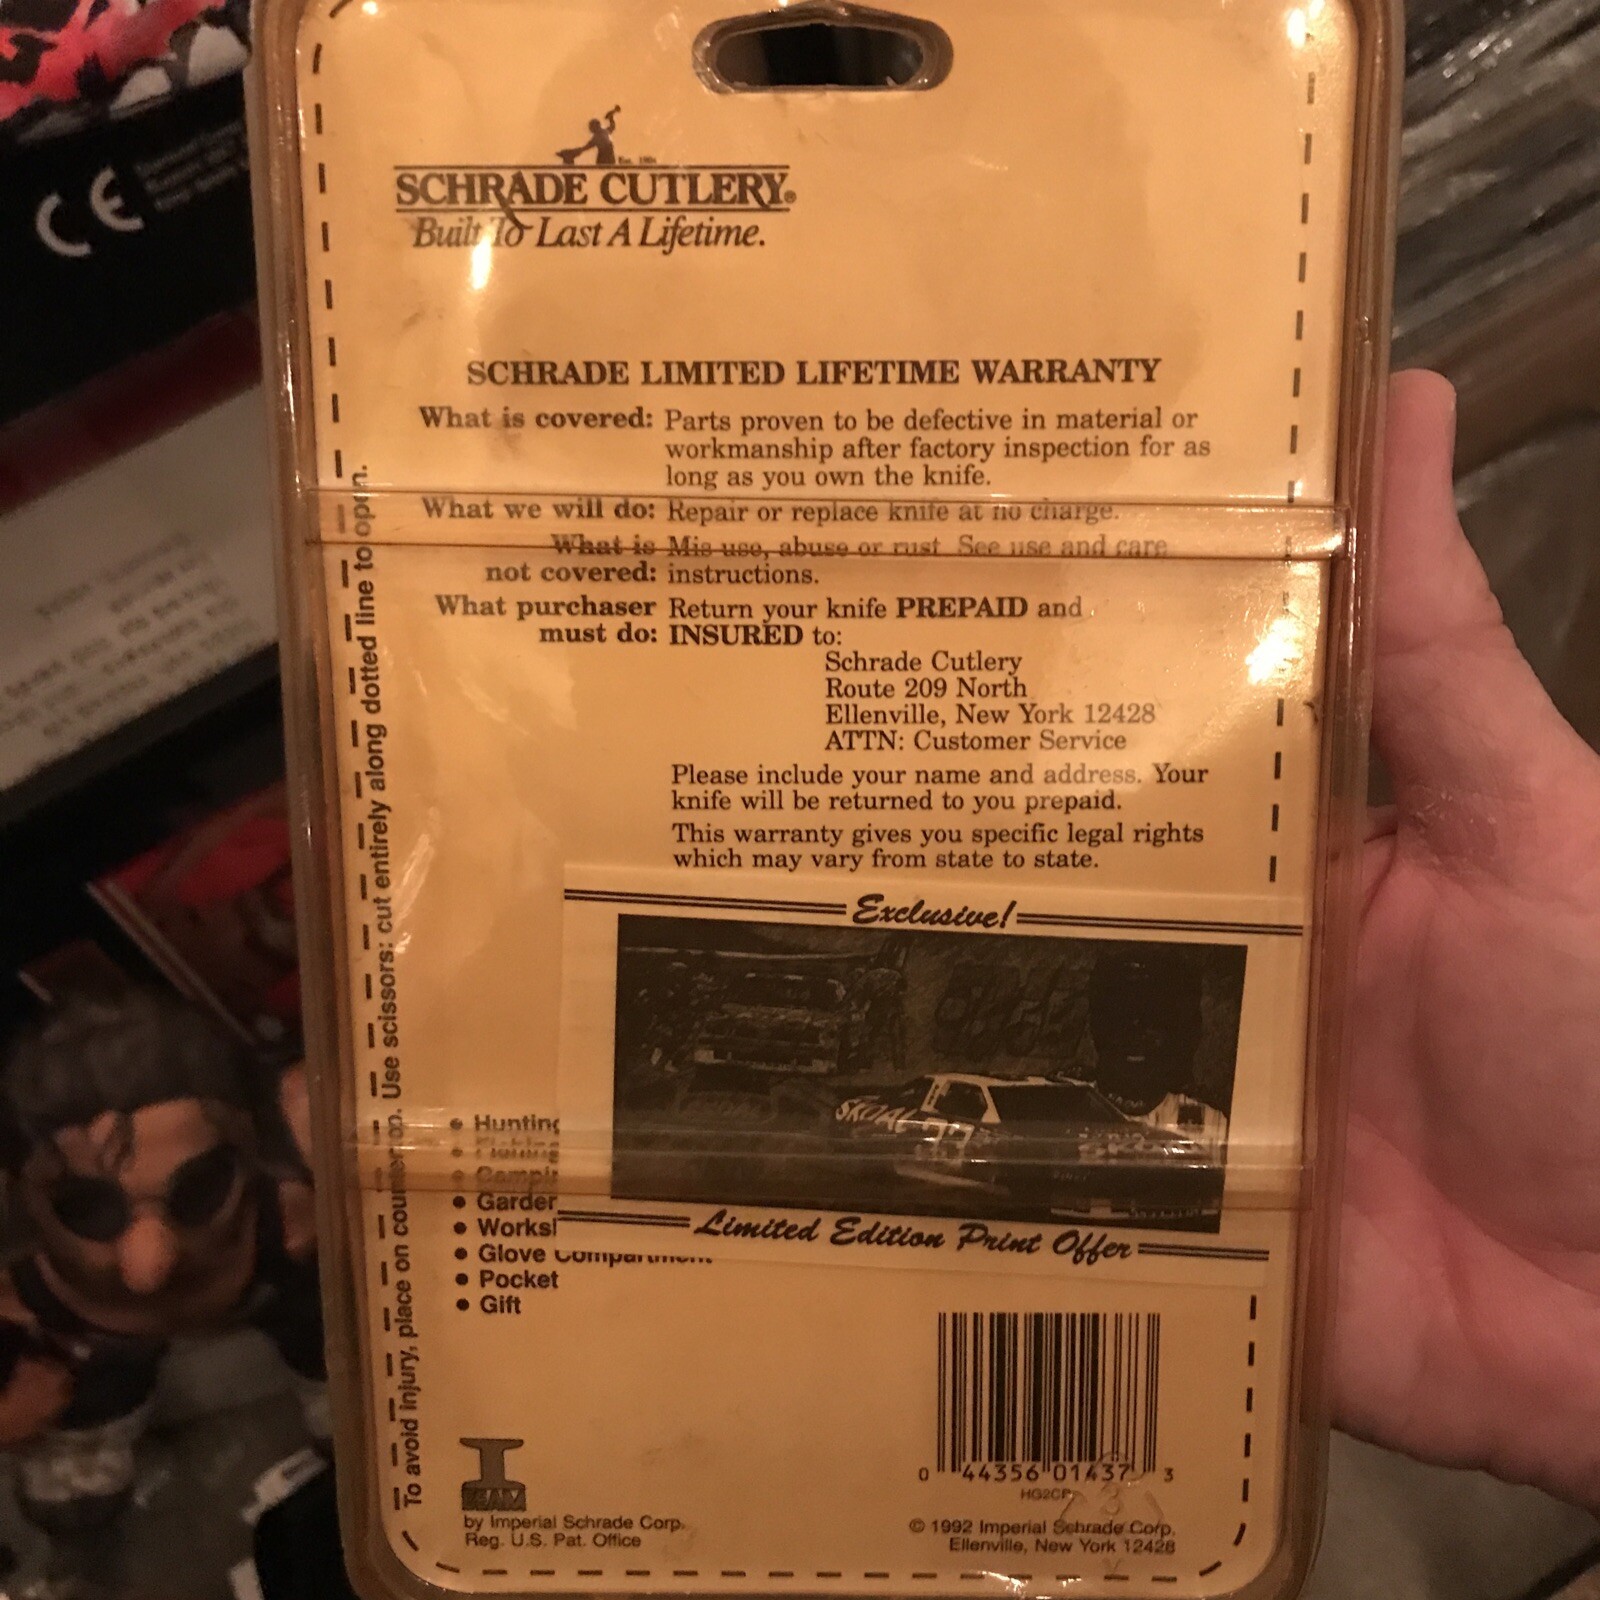 CE
Est. 1904
SCHRADE CUTLERY®
Built To Last A Lifetime.
SCHRADE LIMITED LIFETIME WARRANTY
What is covered: Parts proven to be defective in material or
workmanship after factory inspection for as
long as you own the knife.
What we will do: Repair or replace knife at no charge.
What is Mis use, abuse or rust. See use and care
not covered: instructions.
What purchaser Return your knife PREPAID and
must do: INSURED to:
Schrade Cutlery
Route 209 North
Ellenville, New York 12428
ATTN: Customer Service
Please include your name and address. Your
knife will be returned to you prepaid.
This warranty gives you specific legal rights
which may vary from state to state.
Exclusive!
SKOAL 33
Limited Edition Print Offer
• Hunting
• Campin
• Garden
• Worksh
• Glove Compartment
• Pocket
• Gift
To avoid injury, place on counter top. Use scissors: cut entirely along dotted line to open.
0 44356 01437 3
BEAM
by Imperial Schrade Corp.
Reg. U.S. Pat. Office
© 1992 Imperial Schrade Corp.
Ellenville, New York 12428